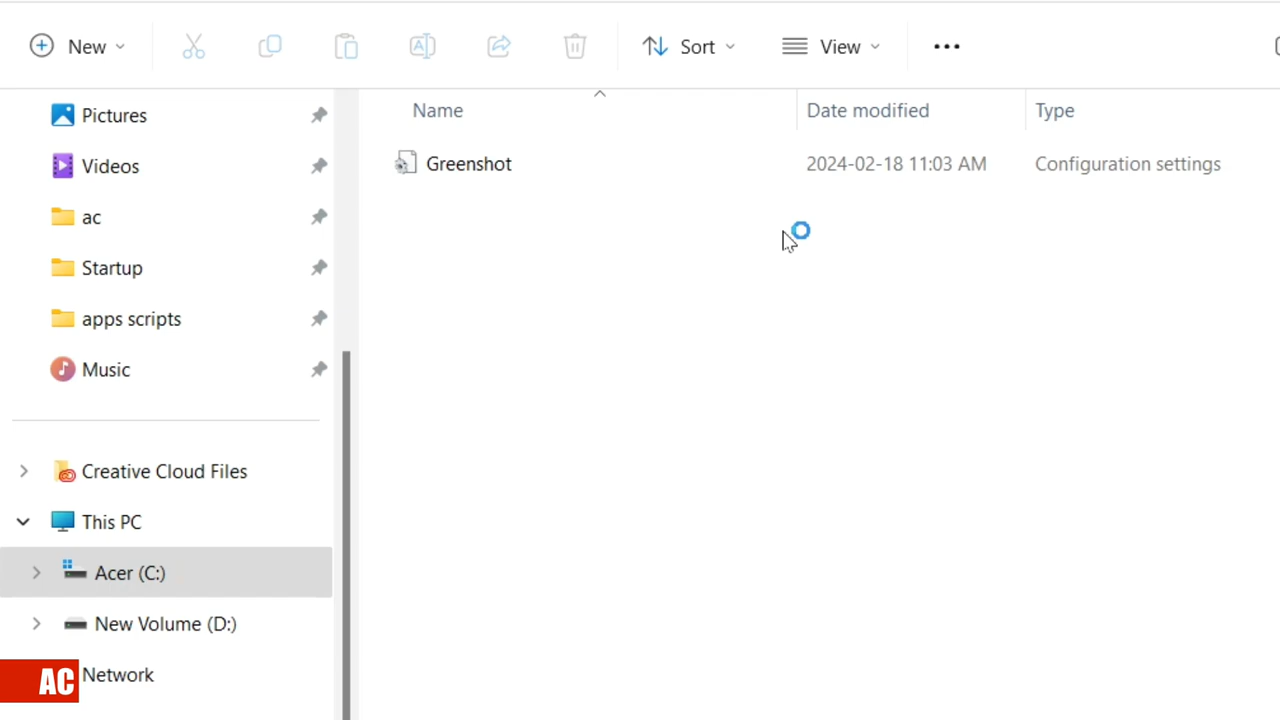 New Sort View
Name Date modified Type
Greenshot 2024-02-18 11:03 AM Configuration settings
Pictures
Videos
ac
Startup
apps scripts
Music
Creative Cloud Files
This PC
Acer (C:)
New Volume (D:)
Network
AC